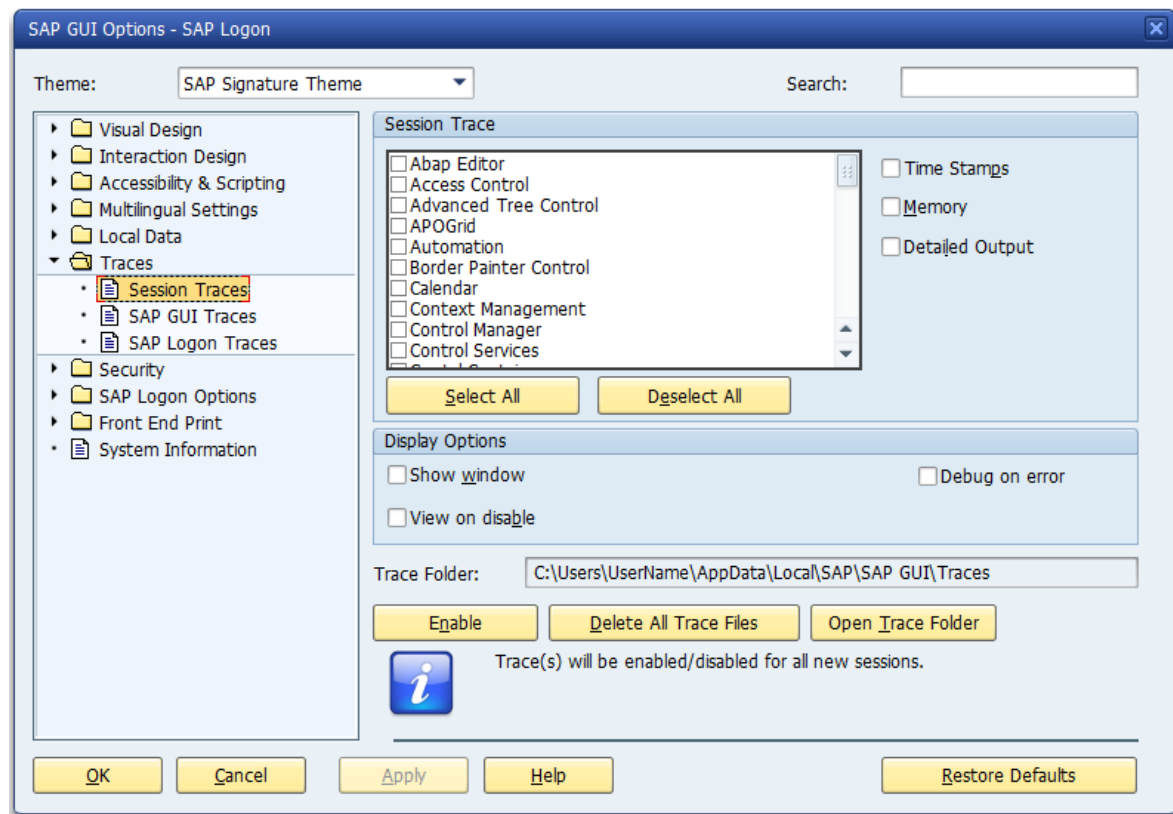 SAP GUI Options - SAP Logon
Theme: SAP Signature Theme Search:
Visual Design
Interaction Design
Accessibility & Scripting
Multilingual Settings
Local Data
Traces
Session Traces
SAP GUI Traces
SAP Logon Traces
Security
SAP Logon Options
Front End Print
System Information
Session Trace
Abap Editor
Access Control
Advanced Tree Control
APOGrid
Automation
Border Painter Control
Calendar
Context Management
Control Manager
Control Services
Time Stamps
Memory
Detailed Output
Select All Deselect All
Display Options
Show window Debug on error
View on disable
Trace Folder: C:\Users\UserName\AppData\Local\SAP\SAP GUI\Traces
Enable Delete All Trace Files Open Trace Folder
i Trace(s) will be enabled/disabled for all new sessions.
OK Cancel Apply Help Restore Defaults